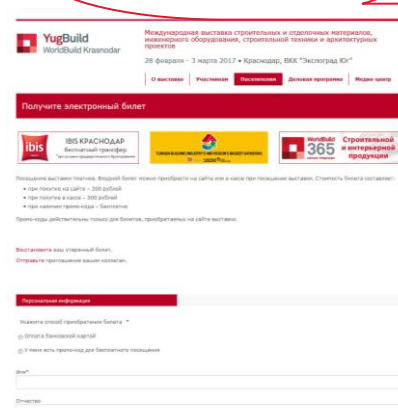 YugBuild
WorldBuild Krasnodar
Международная выставка строительных и отделочных материалов,
инженерного оборудования, строительной техники и архитектурных
проектов
28 февраля - 3 марта 2017 • Краснодар, ВКК "Экспоград Юг"
О выставке Участникам Посетителям Деловая программа Медиа центр
Получите электронный билет
ibis
IBIS КРАСНОДАР
бесплатный трансфер
WorldBuild
365
Строительной
и интерьерной
продукции
Посещение выставки платное. Входной билет можно приобрести на сайте или в кассе при посещении выставки. Стоимость билета составляет:
• при покупке на сайте – 200 рублей
• при покупке в кассе – 300 рублей
• при наличии промо-кода – бесплатно
Промо-коды действительны только для билетов, приобретаемых на сайте выставки.
Восстановите ваш утерянный билет.
Отправьте приглашение вашим коллегам.
Персональная информация
Укажите способ приобретения билета *
Оплата банковской картой
У меня есть промо-код для бесплатного посещения
Имя*
Отчество